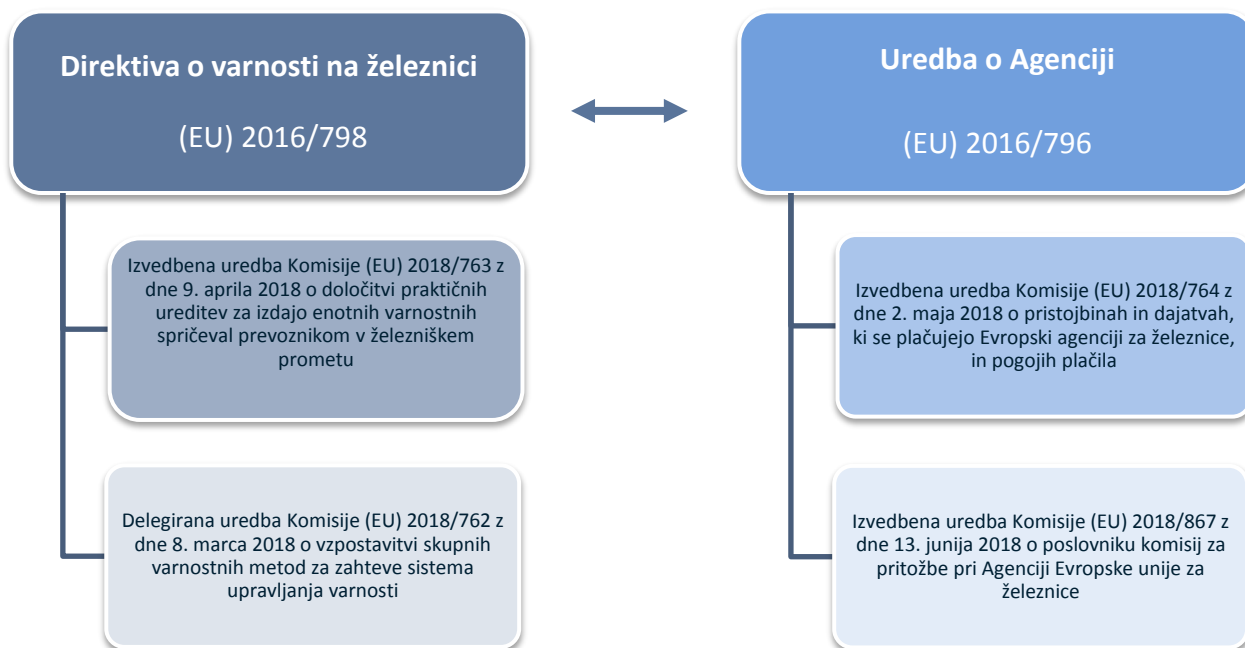 Direktiva o varnosti na železnici
(EU) 2016/798
Izvedbena uredba Komisije (EU) 2018/763 z
dne 9. aprila 2018 o določitvi praktičnih
ureditev za izdajo enotnih varnostnih
spričeval prevoznikom v železniškem
prometu
Delegirana uredba Komisije (EU) 2018/762 z
dne 8. marca 2018 o vzpostavitvi skupnih
varnostnih metod za zahteve sistema
upravljanja varnosti
Uredba o Agenciji
(EU) 2016/796
Izvedbena uredba Komisije (EU) 2018/764 z
dne 2. maja 2018 o pristojbinah in dajatvah,
ki se plačujejo Evropski agenciji za železnice,
in pogojih plačila
Izvedbena uredba Komisije (EU) 2018/867 z
dne 13. junija 2018 o poslovniku komisij za
pritožbe pri Agenciji Evropske unije za
železnice